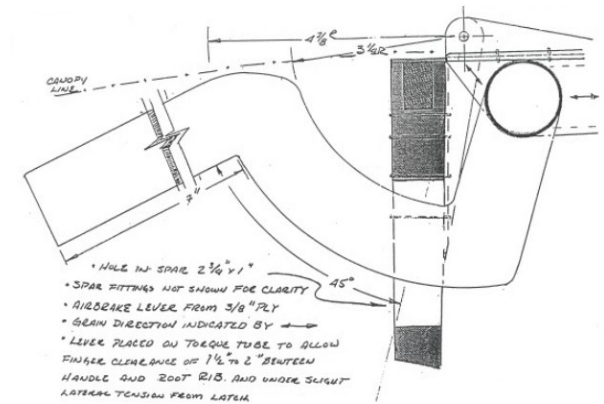 4 7/8 R
3 1/2 R
CANOPY
LINE
7"
45°
• HOLE IN SPAR 2 3/4" x 1"
• SPAR FITTINGS NOT SHOWN FOR CLARITY
• AIRBRAKE LEVER FROM 3/8" PLY
• GRAIN DIRECTION INDICATED BY ↔
• LEVER PLACED ON TORQUE TUBE TO ALLOW
FINGER CLEARANCE OF 1 1/2" TO 2" BEWTEEN
HANDLE AND ROOT RIB. AND UNDER SLIGHT
LATERAL TENSION FROM LATCH